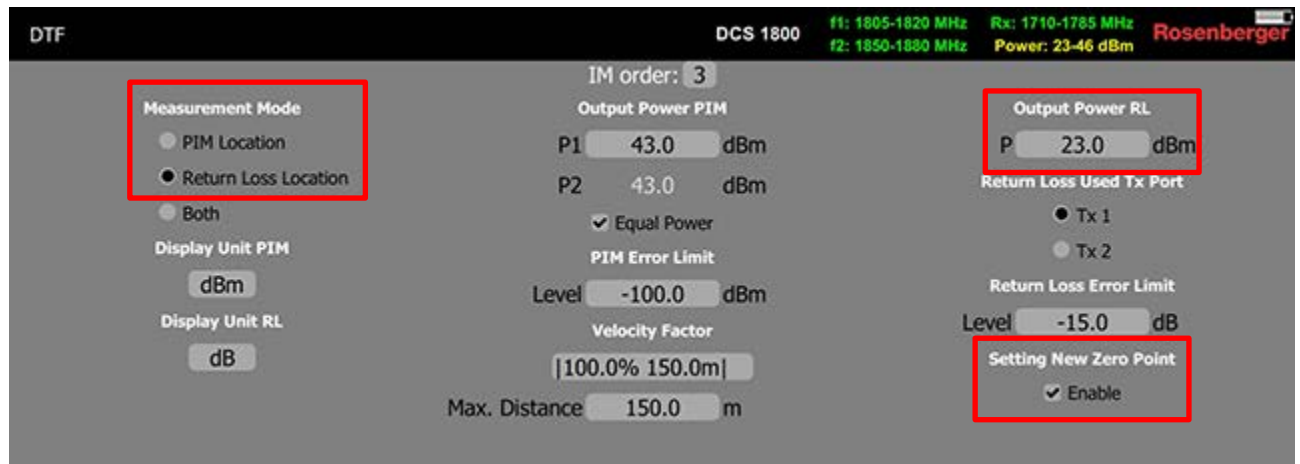 DTF
DCS 1800
f1: 1805-1820 MHz
f2: 1850-1880 MHz
Rx: 1710-1785 MHz
Power: 23-46 dBm
Rosenberger
IM order: 3
Measurement Mode
PIM Location
Return Loss Location
Both
Display Unit PIM
dBm
Display Unit RL
dB
Output Power PIM
P1 43.0 dBm
P2 43.0 dBm
Equal Power
PIM Error Limit
Level -100.0 dBm
Velocity Factor
|100.0% 150.0m|
Max. Distance 150.0 m
Output Power RL
P 23.0 dBm
Return Loss Used Tx Port
Tx 1
Tx 2
Return Loss Error Limit
Level -15.0 dB
Setting New Zero Point
Enable